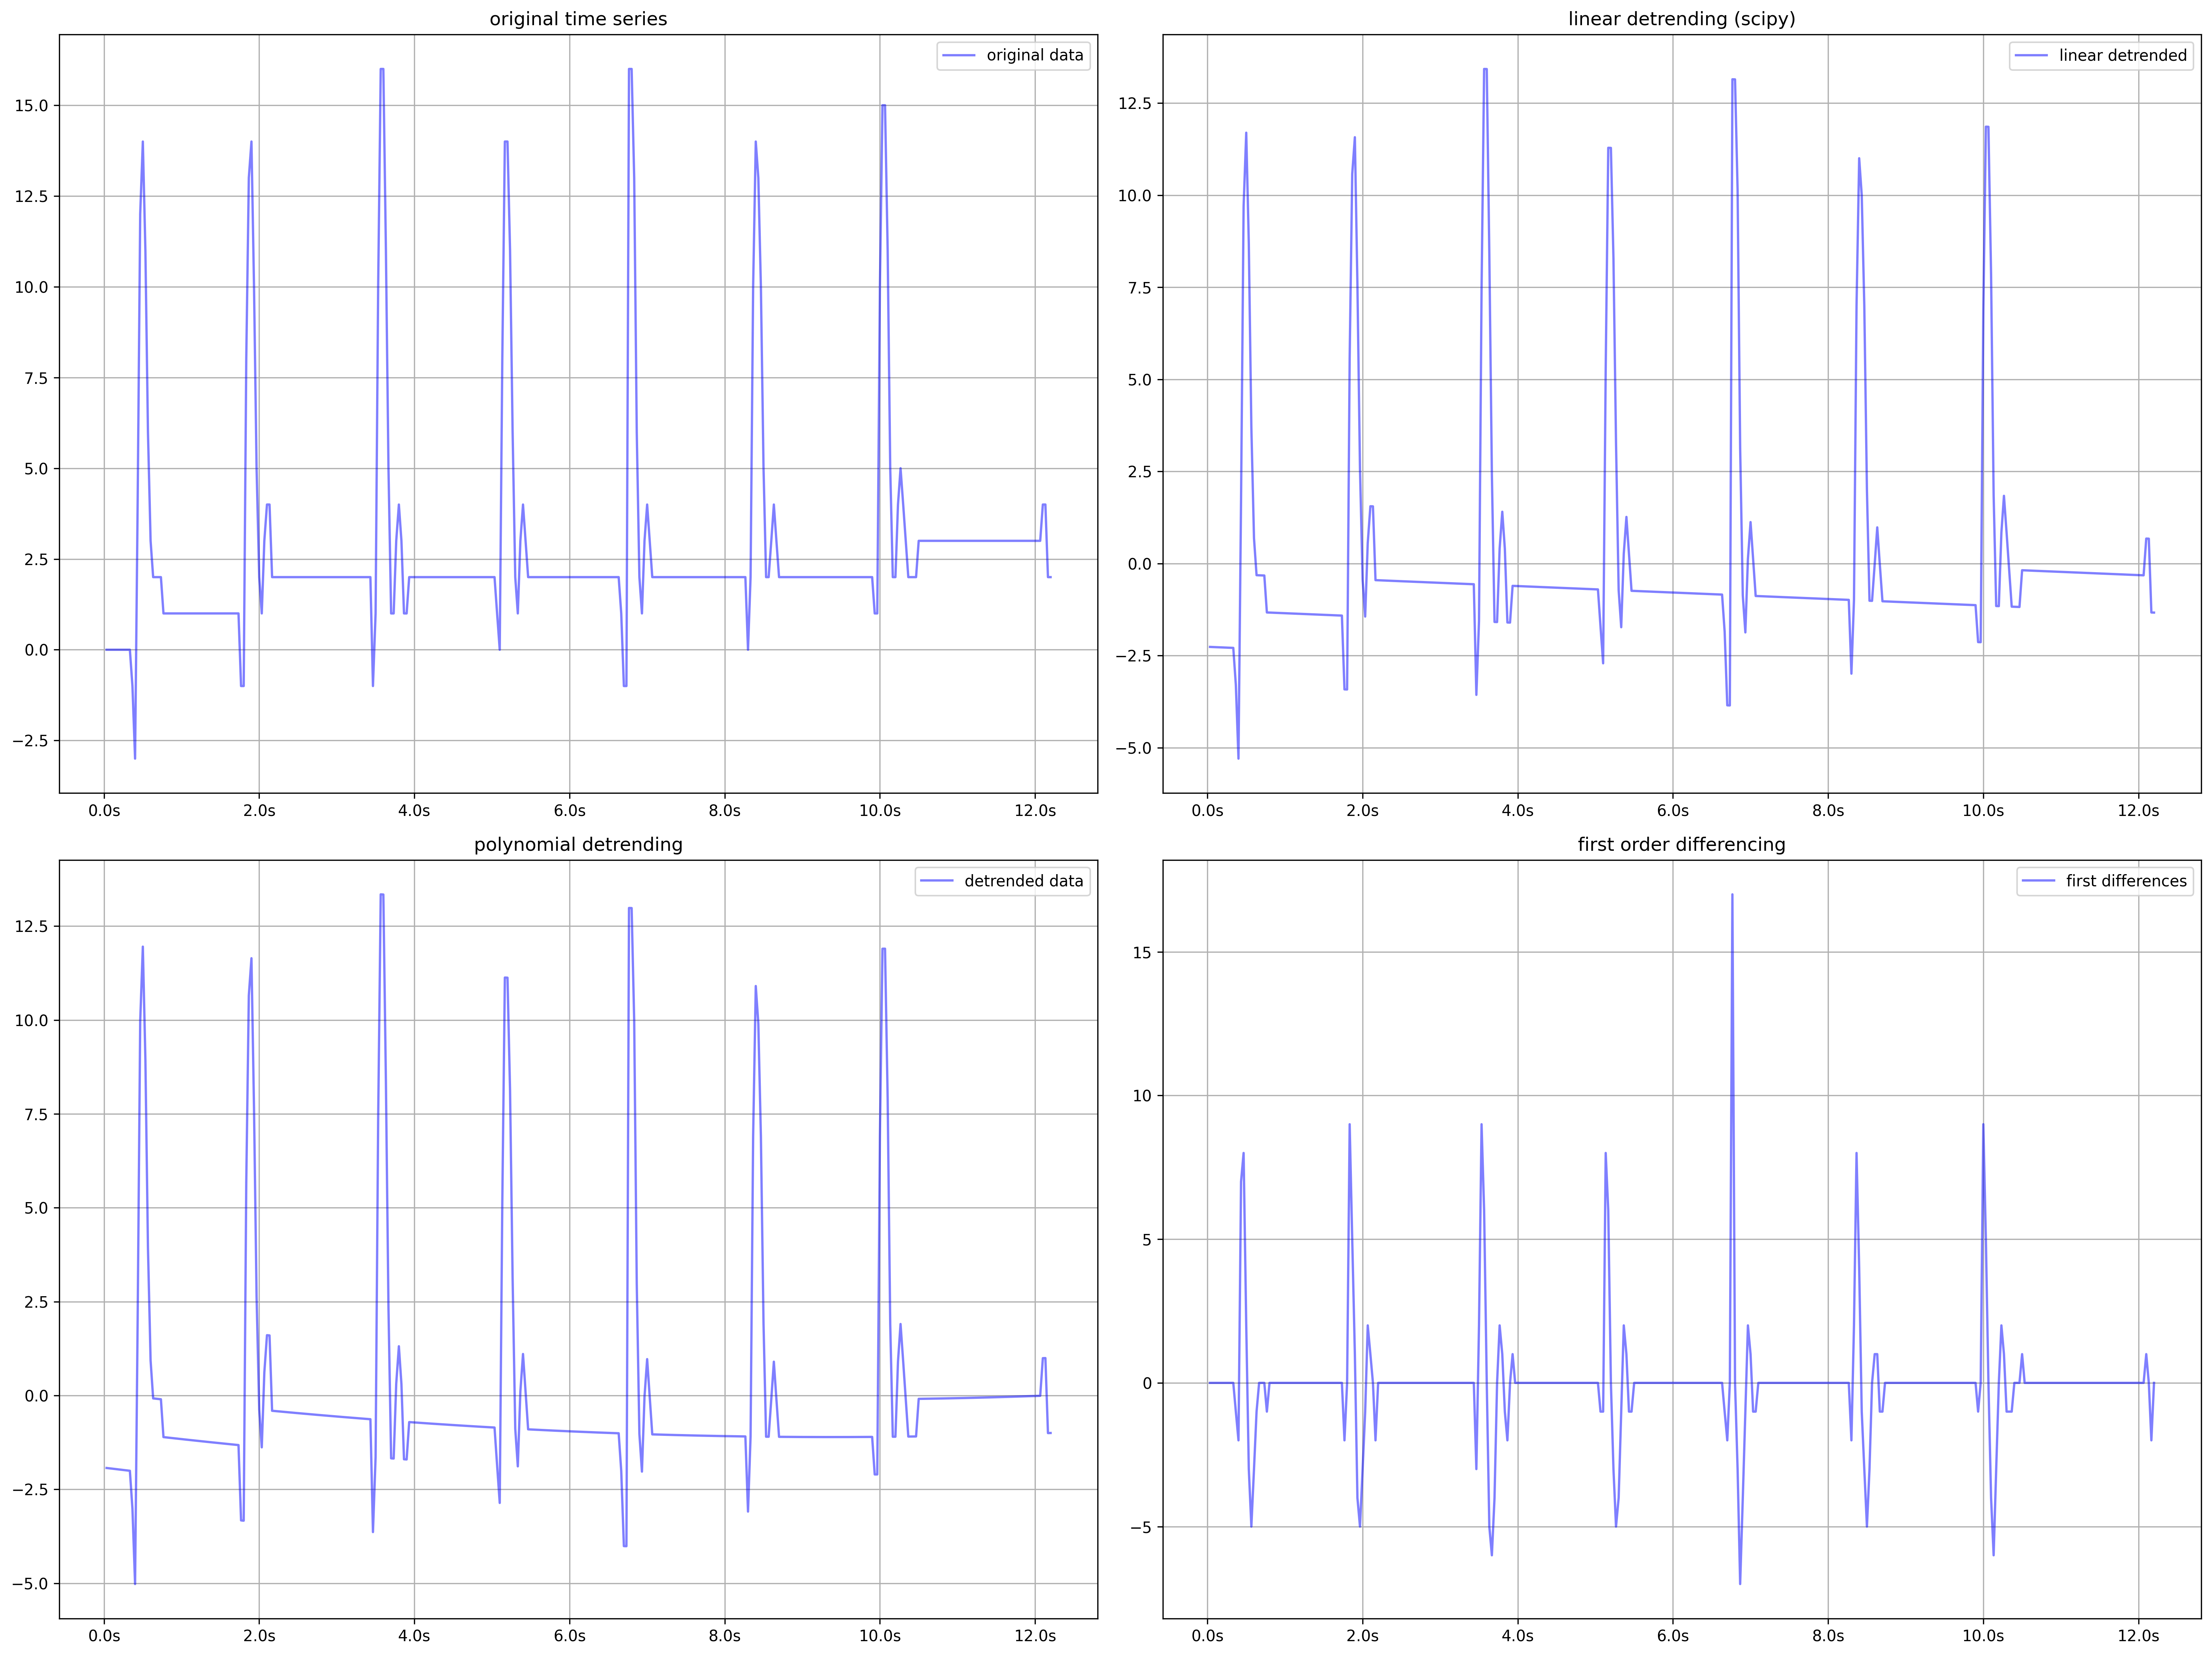 original time series
original data
15.0
12.5
10.0
7.5
5.0
2.5
0.0
−2.5
0.0s 2.0s 4.0s 6.0s 8.0s 10.0s 12.0s
linear detrending (scipy)
linear detrended
12.5
10.0
7.5
5.0
2.5
0.0
−2.5
−5.0
0.0s 2.0s 4.0s 6.0s 8.0s 10.0s 12.0s
polynomial detrending
detrended data
12.5
10.0
7.5
5.0
2.5
0.0
−2.5
−5.0
0.0s 2.0s 4.0s 6.0s 8.0s 10.0s 12.0s
first order differencing
first differences
15
10
5
0
−5
0.0s 2.0s 4.0s 6.0s 8.0s 10.0s 12.0s